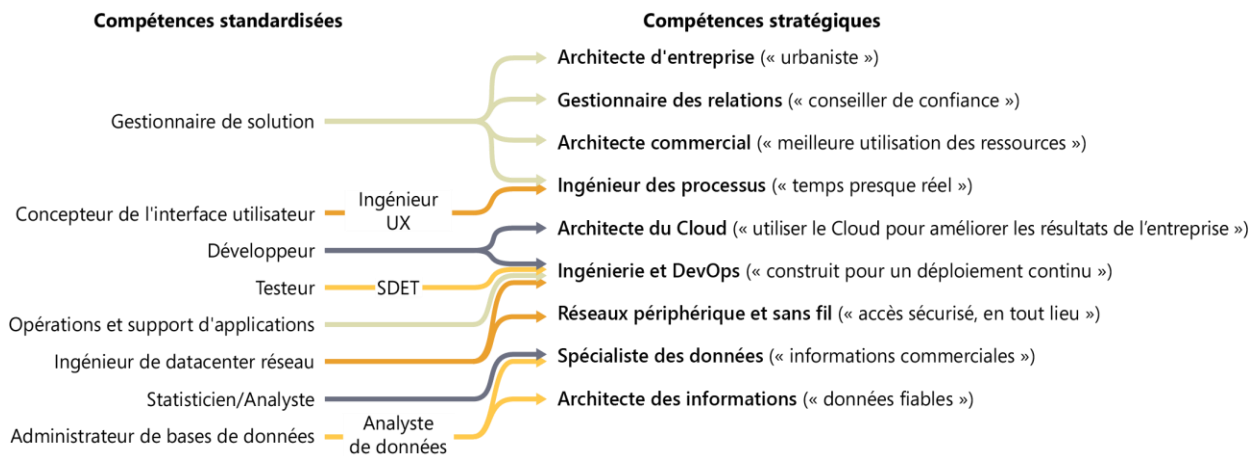 Compétences standardisées
Compétences stratégiques
Architecte d'entreprise (« urbaniste »)
Gestionnaire des relations (« conseiller de confiance »)
Gestionnaire de solution
Architecte commercial (« meilleure utilisation des ressources »)
Ingénieur des processus (« temps presque réel »)
Concepteur de l'interface utilisateur
Ingénieur
UX
Architecte du Cloud (« utiliser le Cloud pour améliorer les résultats de l'entreprise »)
Développeur
Ingénierie et DevOps (« construit pour un déploiement continu »)
Testeur
SDET
Opérations et support d'applications
Réseaux périphérique et sans fil (« accès sécurisé, en tout lieu »)
Ingénieur de datacenter réseau
Spécialiste des données (« informations commerciales »)
Statisticien/Analyste
Architecte des informations (« données fiables »)
Administrateur de bases de données
Analyste
de données